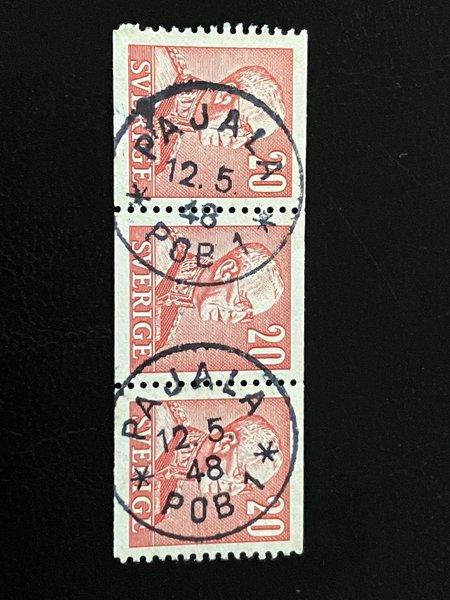 SVERIGE
20
PAJALA
12.5.
48
POB 1
SVERIGE
20
PAJALA
12.5
48
POB 1
SVERIGE
20